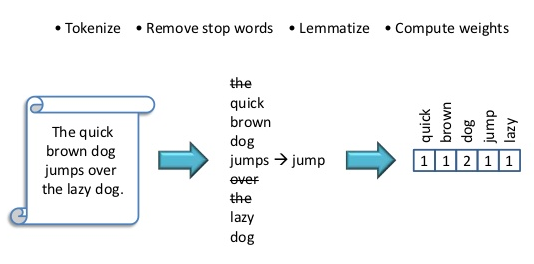 • Tokenize • Remove stop words • Lemmatize • Compute weights
The quick
brown dog
jumps over
the lazy dog.
the
quick
brown
dog
jumps → jump
over
the
lazy
dog
quick
brown
dog
jump
lazy
1 1 2 1 1